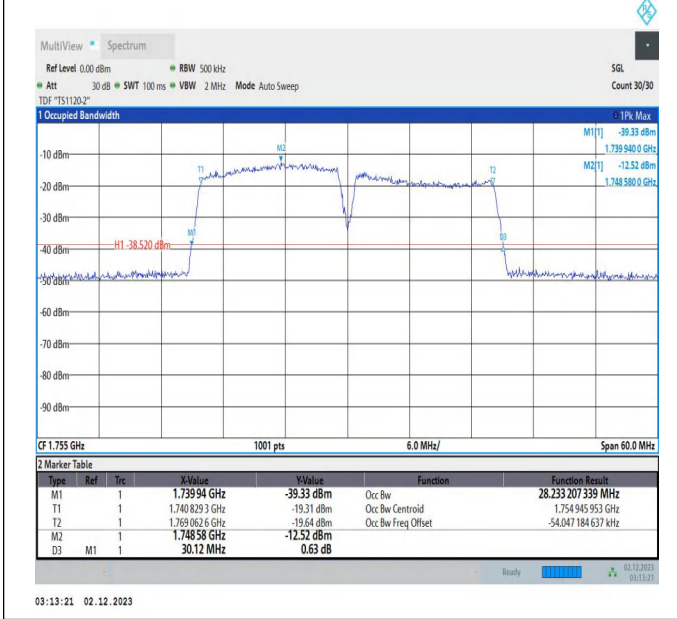 R&S
MultiView Spectrum
Ref Level 0.00 dBm RBW 500 kHz SGL
Att 30 dB SWT 100 ms VBW 2 MHz Mode Auto Sweep Count 30/30
TDF "TS1120-2"
1 Occupied Bandwidth 1Pk Max
M1[1] -39.33 dBm
1.739 940 0 GHz
M2[1] -12.52 dBm
1.748 580 0 GHz
M2
-10 dBm
T1
T2
-20 dBm
-30 dBm
M1
D3
H1 -38.520 dBm
-40 dBm
-50 dBm
-60 dBm
-70 dBm
-80 dBm
-90 dBm
CF 1.755 GHz 1001 pts 6.0 MHz/ Span 60.0 MHz
2 Marker Table
Type Ref Trc X-Value Y-Value Function Function Result
M1 1 1.739 94 GHz -39.33 dBm Occ Bw 28.233 207 339 MHz
T1 1 1.740 829 3 GHz -19.31 dBm Occ Bw Centroid 1.754 945 953 GHz
T2 1 1.769 062 6 GHz -19.64 dBm Occ Bw Freq Offset -54.047 184 637 kHz
M2 1 1.748 58 GHz -12.52 dBm
D3 M1 1 30.12 MHz 0.63 dB
Ready 02.12.2023
03:13:21
03:13:21 02.12.2023